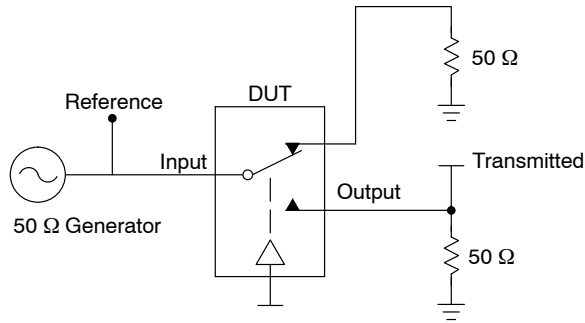 50 Ω
DUT
Reference
Transmitted
Input
Output
50 Ω Generator
50 Ω